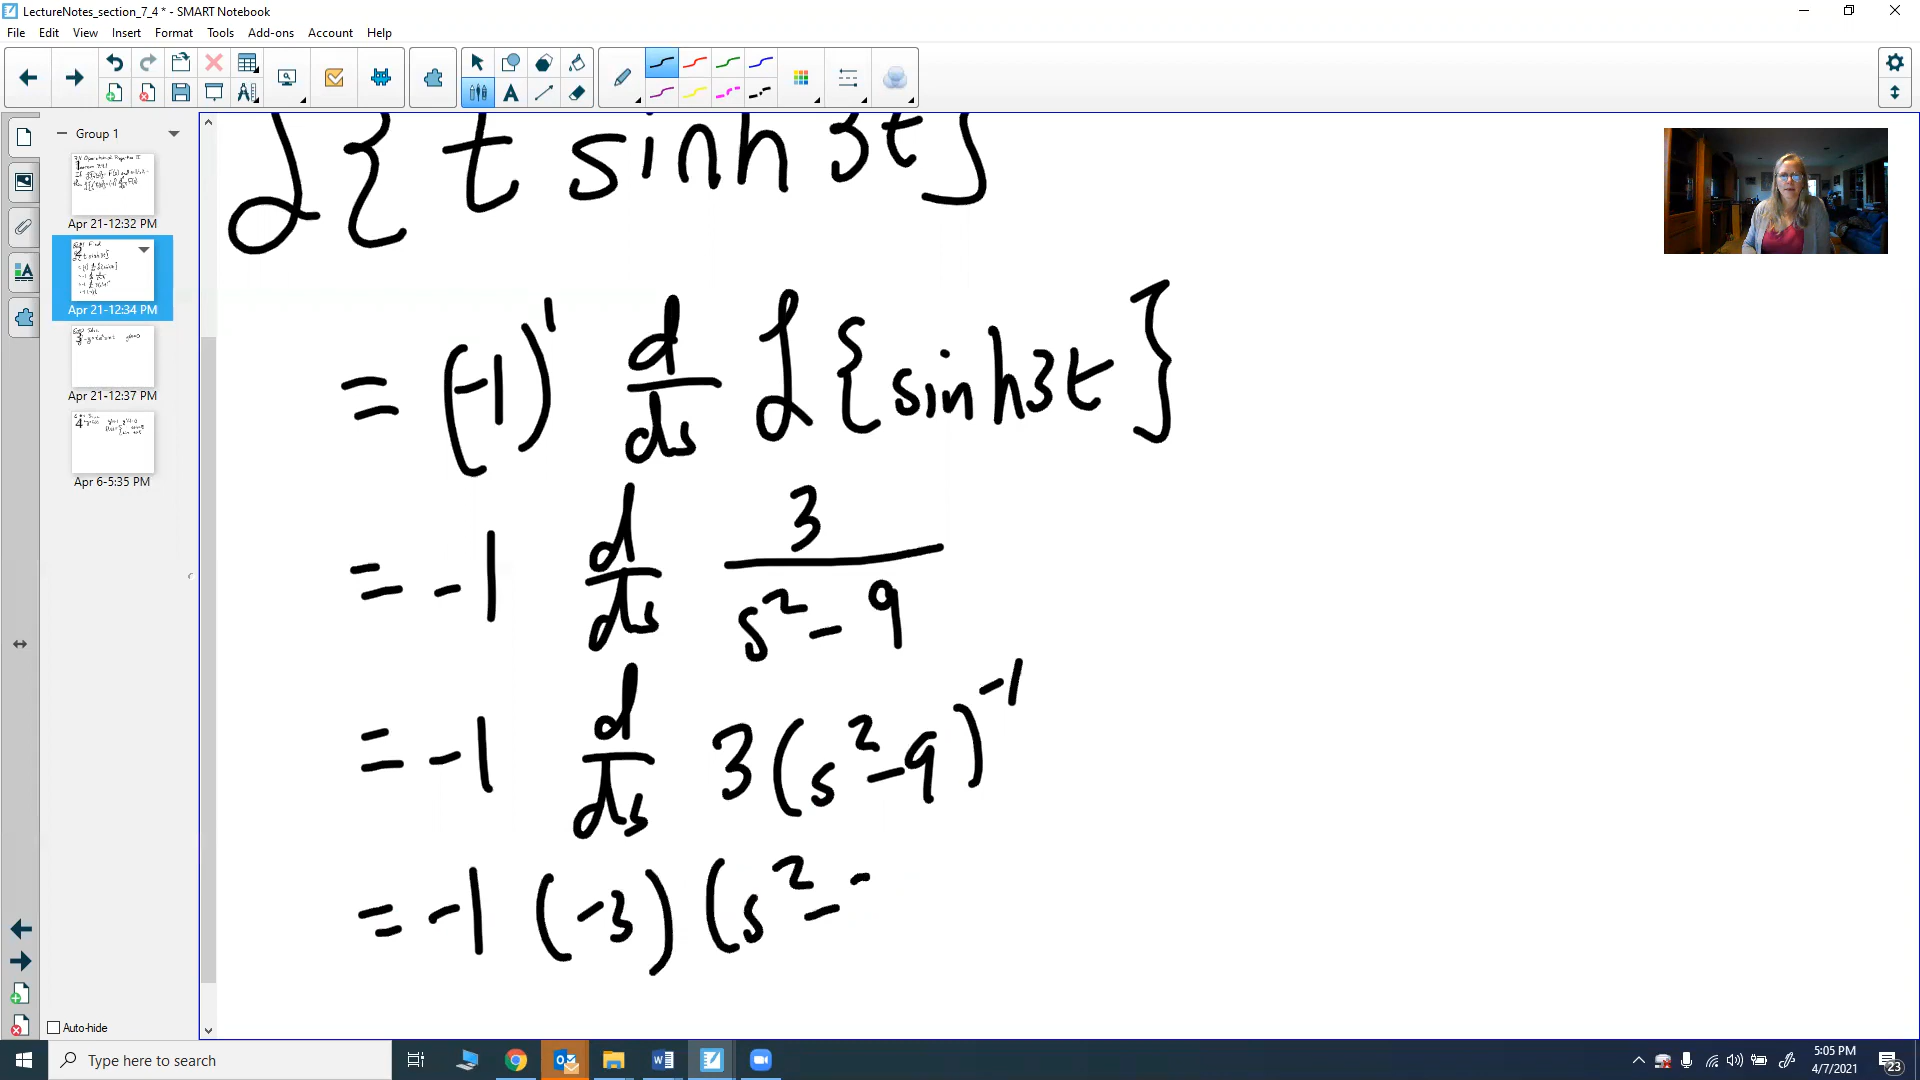 LectureNotes_section_7_4 * - SMART Notebook
File Edit View Insert Format Tools Add-ons Account Help
Group 1
Apr 21-12:32 PM
Apr 21-12:34 PM
Apr 21-12:37 PM
Apr 6-5:35 PM
Auto-hide
ℒ{ t sinh 3t}
= (-1)¹ d/ds ℒ{sinh3t}
= -1 d/ds 3/(s² - 9)
= -1 d/ds 3(s² - 9)⁻¹
= -1 (-3) (s² -
Type here to search
5:05 PM
4/7/2021
23